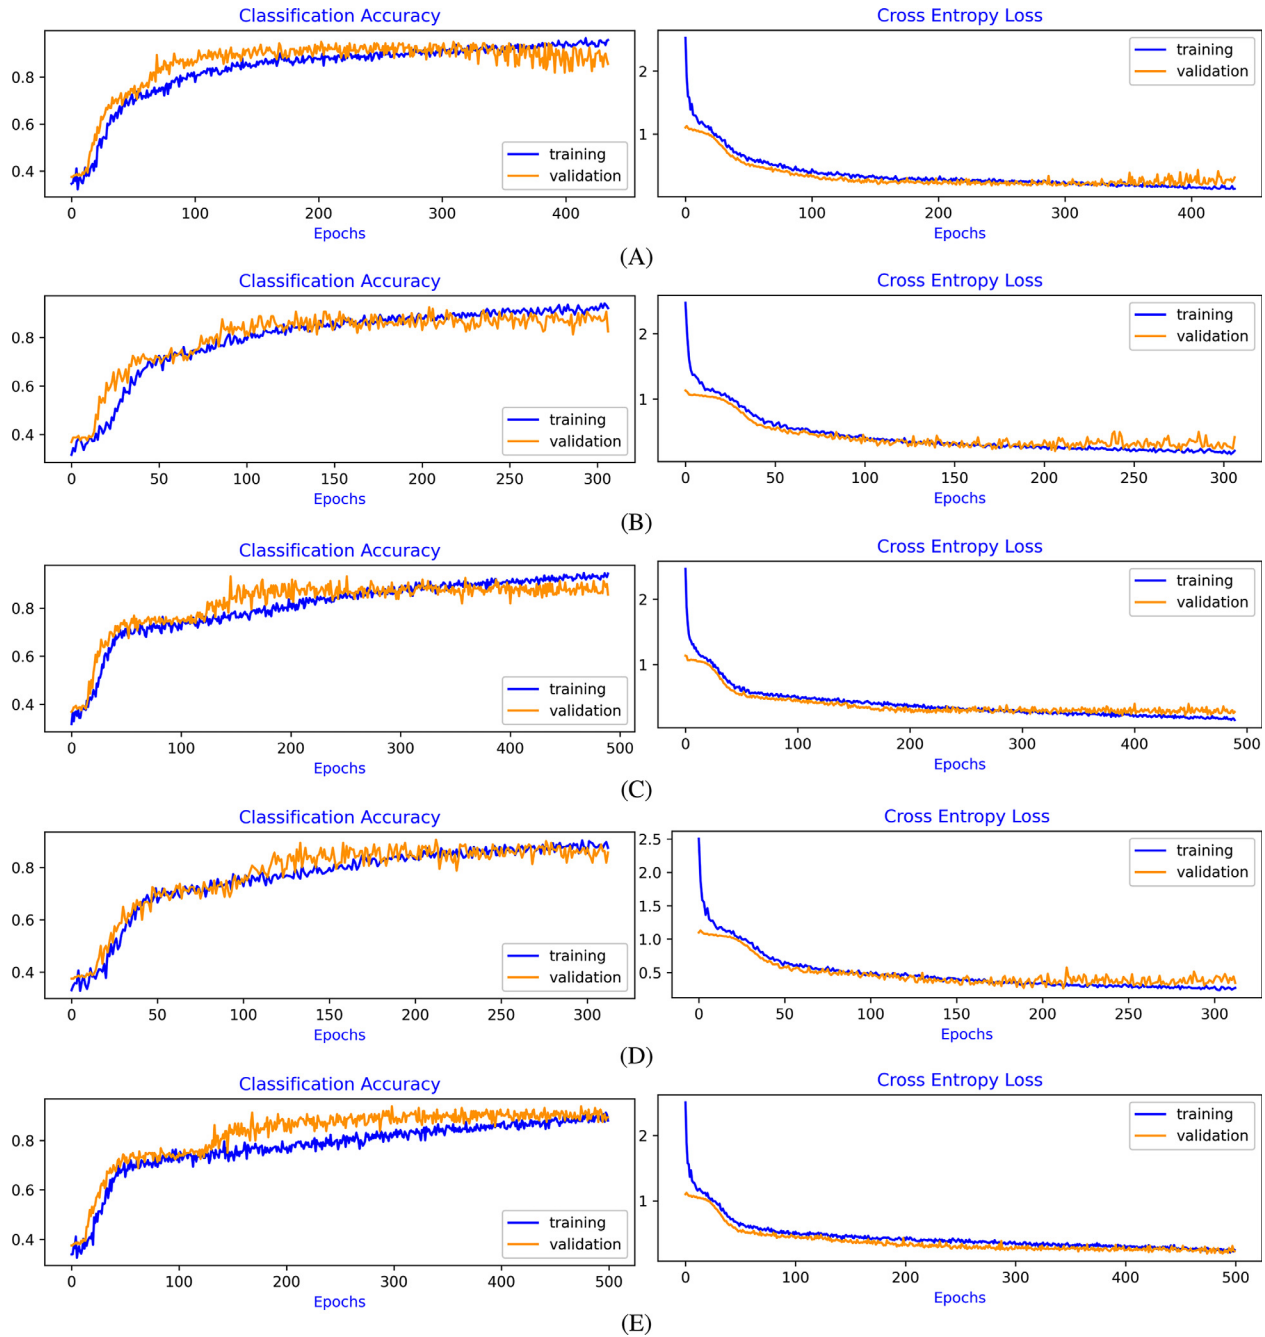 Classification Accuracy
0.8
0.6
0.4
training
validation
0 100 200 300 400
Epochs
Cross Entropy Loss
training
validation
2
1
0 100 200 300 400
Epochs
(A)
Classification Accuracy
0.8
0.6
0.4
training
validation
0 50 100 150 200 250 300
Epochs
Cross Entropy Loss
training
validation
2
1
0 50 100 150 200 250 300
Epochs
(B)
Classification Accuracy
0.8
0.6
0.4
training
validation
0 100 200 300 400 500
Epochs
Cross Entropy Loss
training
validation
2
1
0 100 200 300 400 500
Epochs
(C)
Classification Accuracy
0.8
0.6
0.4
training
validation
0 50 100 150 200 250 300
Epochs
Cross Entropy Loss
training
validation
2.5
2.0
1.5
1.0
0.5
0 50 100 150 200 250 300
Epochs
(D)
Classification Accuracy
0.8
0.6
0.4
training
validation
0 100 200 300 400 500
Epochs
Cross Entropy Loss
training
validation
2
1
0 100 200 300 400 500
Epochs
(E)